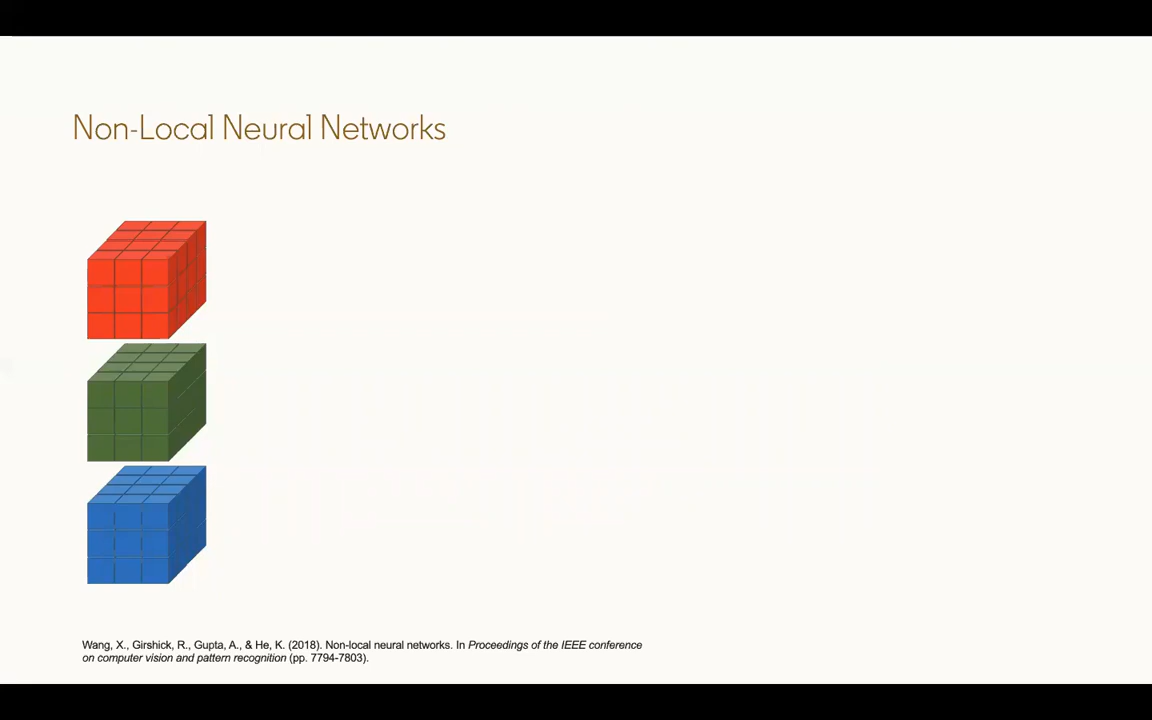 Non-Local Neural Networks
Wang, X., Girshick, R., Gupta, A., & He, K. (2018). Non-local neural networks. In Proceedings of the IEEE conference
on computer vision and pattern recognition (pp. 7794-7803).